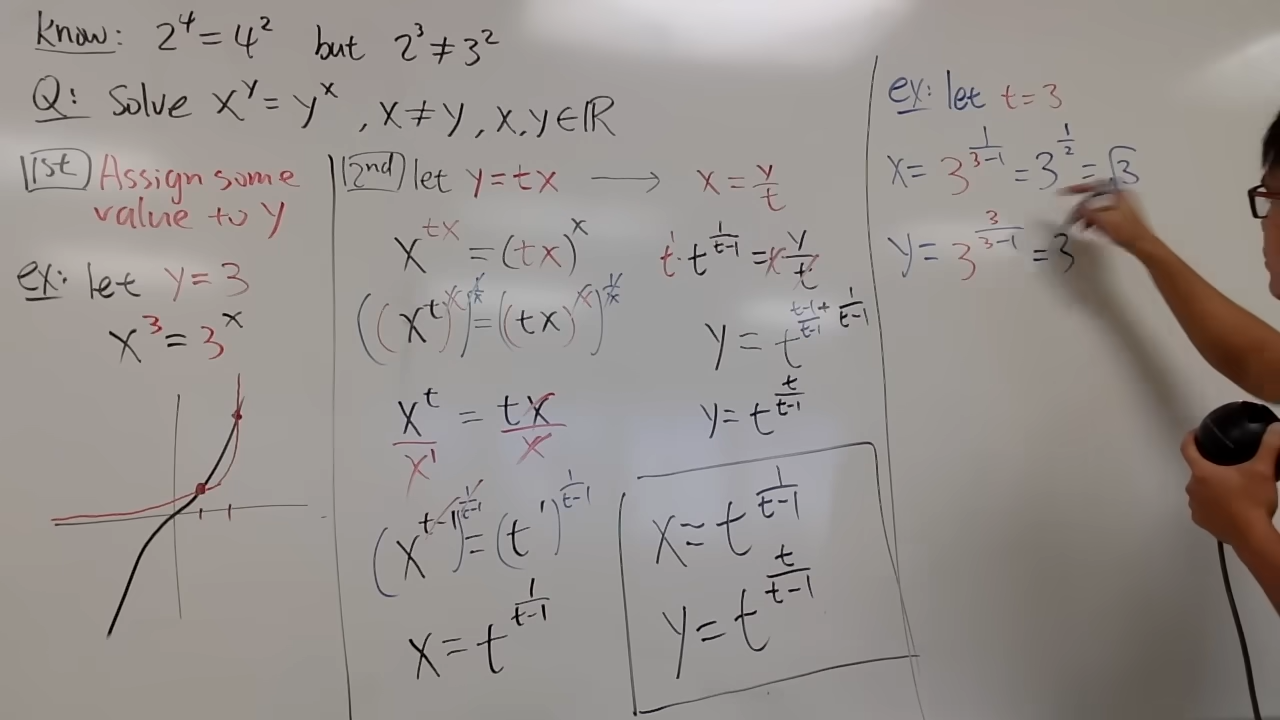 Know: 2^4 = 4^2 but 2^3 ≠ 3^2
Q: Solve x^y = y^x , x ≠ y , x, y ∈ ℝ
1st Assign some
value to y
ex: let y = 3
x^3 = 3^x
2nd let y = tx → x = y/t
x^(tx) = (tx)^x
((x^t)^x)^(1/x) = ((tx)^x)^(1/x)
x^t/x^1 = tx/x
(x^(t-1))^(1/(t-1)) = (t^1)^(1/(t-1))
x = t^(1/(t-1))
t^1 · t^(1/(t-1)) = t · y/t
y = t^((t-1)/(t-1) + 1/(t-1))
y = t^(t/(t-1))
x = t^(1/(t-1))
y = t^(t/(t-1))
ex: let t = 3
x = 3^(1/(3-1)) = 3^(1/2) = √3
y = 3^(3/(3-1)) = 3